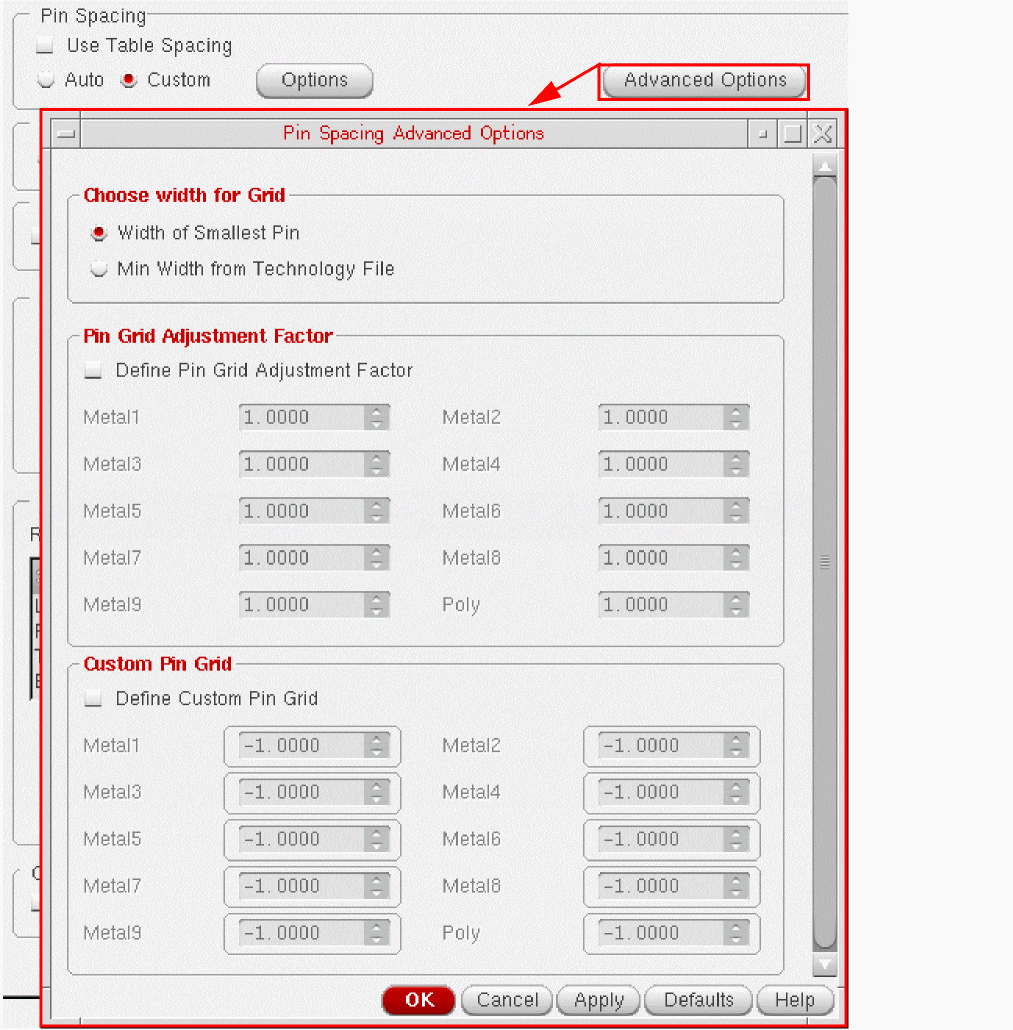 Pin Spacing
Use Table Spacing
Auto Custom Options Advanced Options
Pin Spacing Advanced Options
Choose width for Grid
Width of Smallest Pin
Min Width from Technology File
Pin Grid Adjustment Factor
Define Pin Grid Adjustment Factor
Metal1 1.0000 Metal2 1.0000
Metal3 1.0000 Metal4 1.0000
Metal5 1.0000 Metal6 1.0000
Metal7 1.0000 Metal8 1.0000
Metal9 1.0000 Poly 1.0000
Custom Pin Grid
Define Custom Pin Grid
Metal1 -1.0000 Metal2 -1.0000
Metal3 -1.0000 Metal4 -1.0000
Metal5 -1.0000 Metal6 -1.0000
Metal7 -1.0000 Metal8 -1.0000
Metal9 -1.0000 Poly -1.0000
OK Cancel Apply Defaults Help